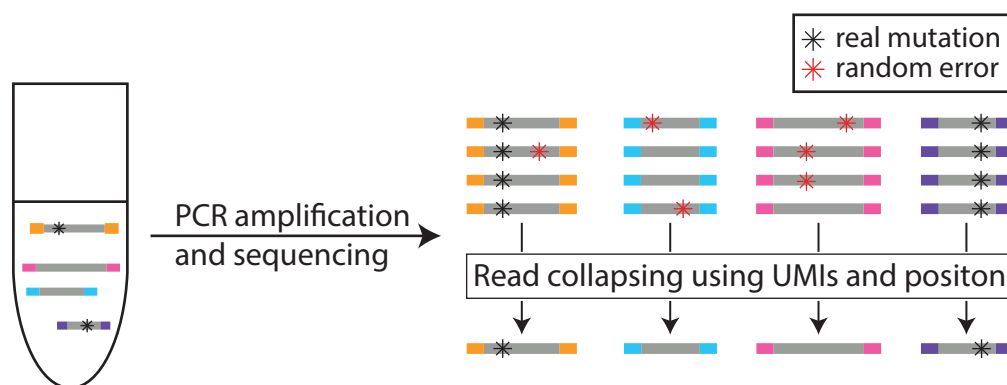 real mutation
random error
PCR amplification
and sequencing
Read collapsing using UMIs and positon